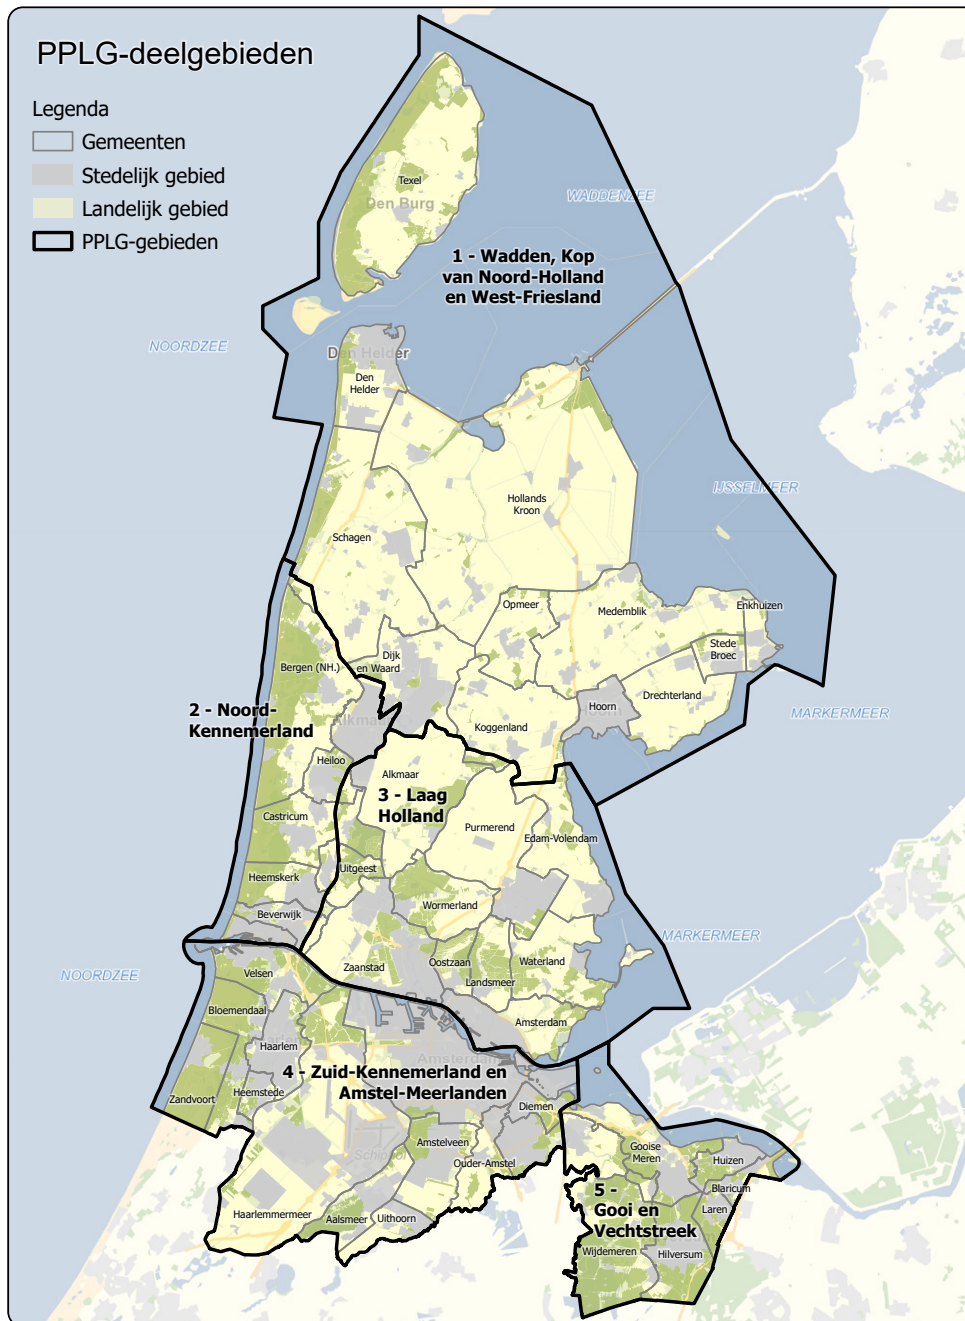 PPLG-deelgebieden
Legenda
Gemeenten
Stedelijk gebied
Landelijk gebied
PPLG-gebieden
Texel
Den Burg
WADDENZEE
1 - Wadden, Kop
van Noord-Holland
en West-Friesland
NOORDZEE
Den Helder
Den
Helder
IJSSELMEER
Hollands
Kroon
Schagen
Opmeer
Medemblik
Enkhuizen
Stede
Broec
Dijk
en Waard
Bergen (NH.)
Drechterland
2 - Noord-
Kennemerland
Alkmaar
Hoorn
Koggenland
MARKERMEER
Heiloo
Alkmaar
3 - Laag
Holland
Castricum
Purmerend
Edam-Volendam
Uitgeest
Heemskerk
Wormerland
Beverwijk
MARKERMEER
NOORDZEE
Velsen
Zaanstad
Oostzaan
Landsmeer
Waterland
Bloemendaal
Amsterdam
Haarlem
Amsterdam
4 - Zuid-Kennemerland en
Amstel-Meerlanden
Zandvoort
Heemstede
Diemen
Amstelveen
Schiphol
Ouder-Amstel
Gooise
Meren
Huizen
Blaricum
5 -
Gooi en
Vechtstreek
Laren
Haarlemmermeer
Aalsmeer
Uithoorn
Wijdemeren
Hilversum